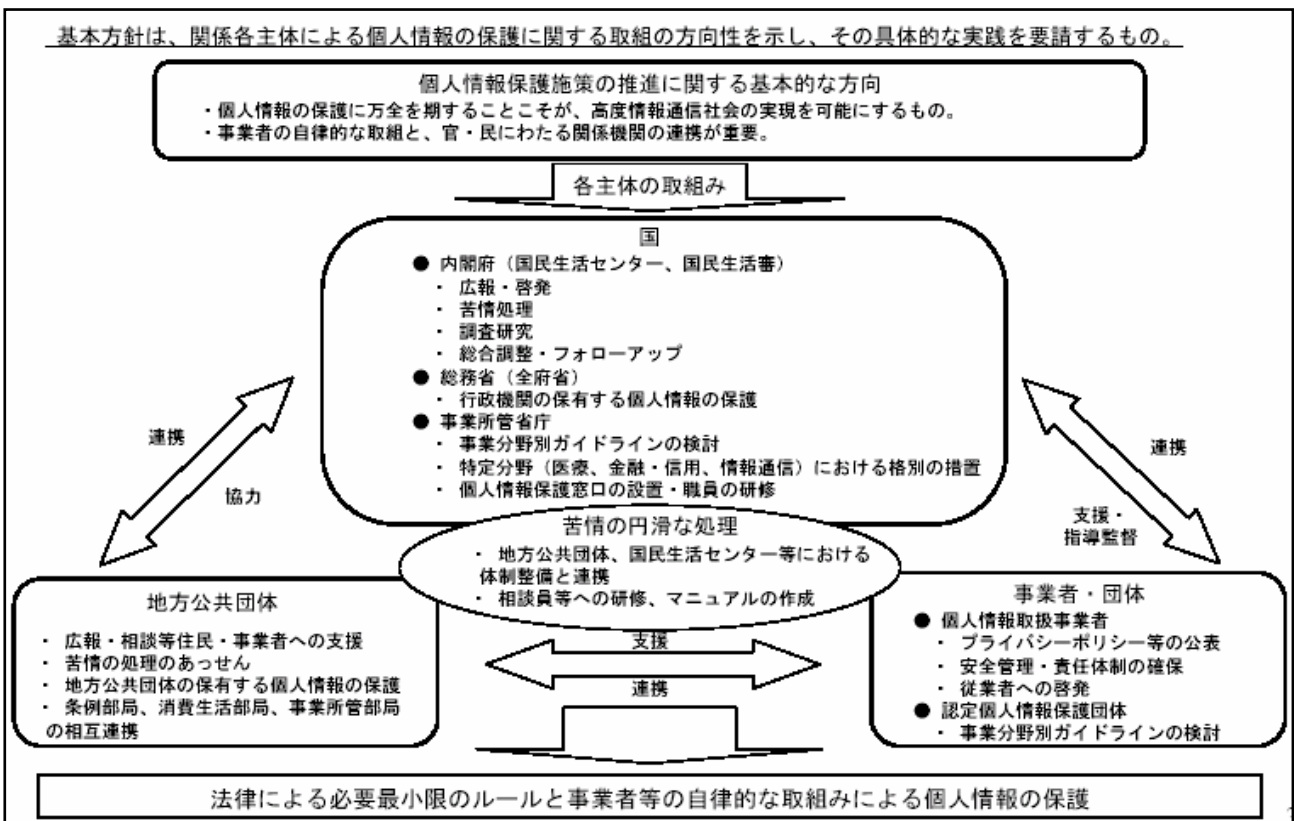 基本方針は、関係各主体による個人情報の保護に関する取組の方向性を示し、その具体的な実践を要請するもの。
個人情報保護施策の推進に関する基本的な方向
・個人情報の保護に万全を期することこそが、高度情報通信社会の実現を可能にするもの。
・事業者の自律的な取組と、官・民にわたる関係機関の連携が重要。
各主体の取組み
国
● 内閣府（国民生活センター、国民生活審）
・ 広報・啓発
・ 苦情処理
・ 調査研究
・ 総合調整・フォローアップ
● 総務省（全府省）
・ 行政機関の保有する個人情報の保護
● 事業所管省庁
・ 事業分野別ガイドラインの検討
・ 特定分野（医療、金融・信用、情報通信）における格別の措置
・ 個人情報保護窓口の設置・職員の研修
連携
協力
連携
支援・
指導監督
苦情の円滑な処理
・ 地方公共団体、国民生活センター等における
体制整備と連携
・ 相談員等への研修、マニュアルの作成
地方公共団体
・ 広報・相談等住民・事業者への支援
・ 苦情の処理のあっせん
・ 地方公共団体の保有する個人情報の保護
・ 条例部局、消費生活部局、事業所管部局
の相互連携
支援
連携
事業者・団体
● 個人情報取扱事業者
・ プライバシーポリシー等の公表
・ 安全管理・責任体制の確保
・ 従業者への啓発
● 認定個人情報保護団体
・ 事業分野別ガイドラインの検討
法律による必要最小限のルールと事業者等の自律的な取組みによる個人情報の保護